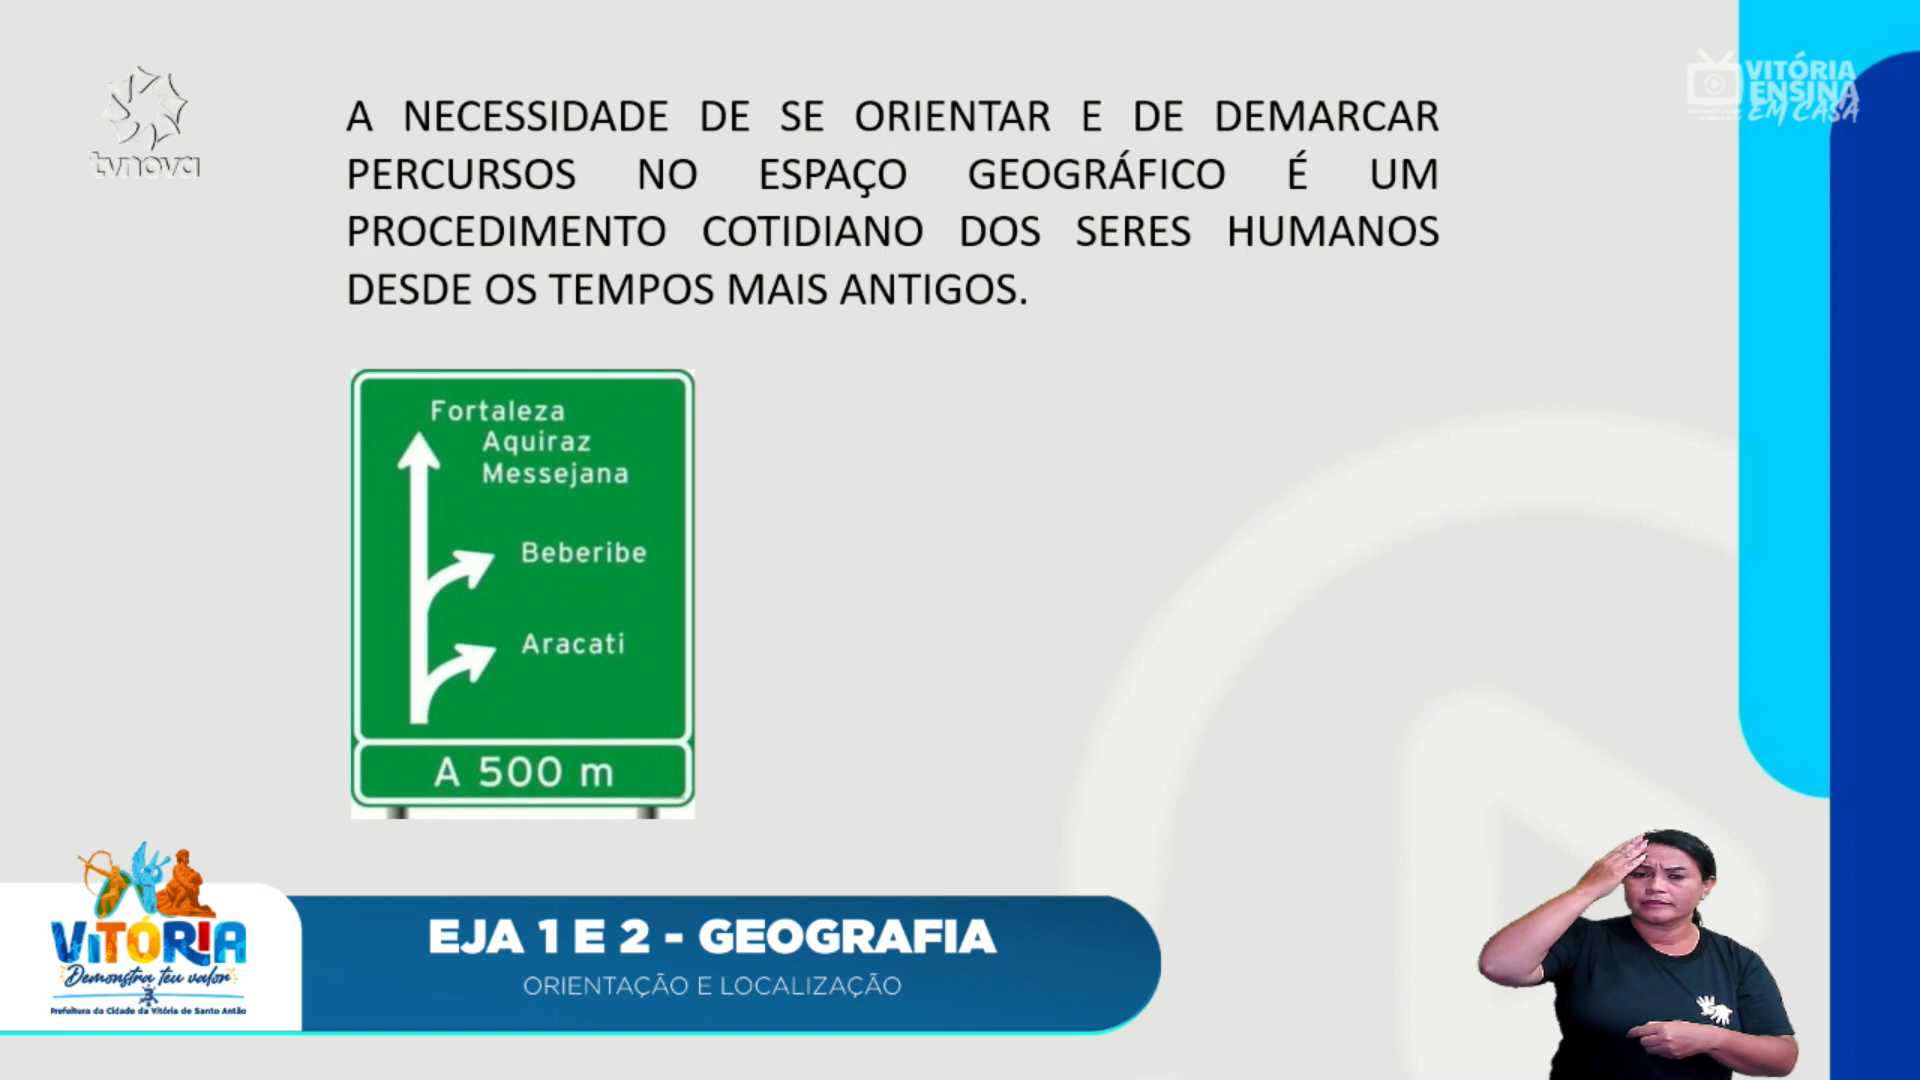 tvnova
VITÓRIA
ENSINA
EM CASA
A NECESSIDADE DE SE ORIENTAR E DE DEMARCAR
PERCURSOS NO ESPAÇO GEOGRÁFICO É UM
PROCEDIMENTO COTIDIANO DOS SERES HUMANOS
DESDE OS TEMPOS MAIS ANTIGOS.
Fortaleza
Aquiraz
Messejana
Beberibe
Aracati
A 500 m
VITÓRIA
Demonstra teu valor
Prefeitura da Cidade da Vitória de Santo Antão
EJA 1 E 2 - GEOGRAFIA
ORIENTAÇÃO E LOCALIZAÇÃO